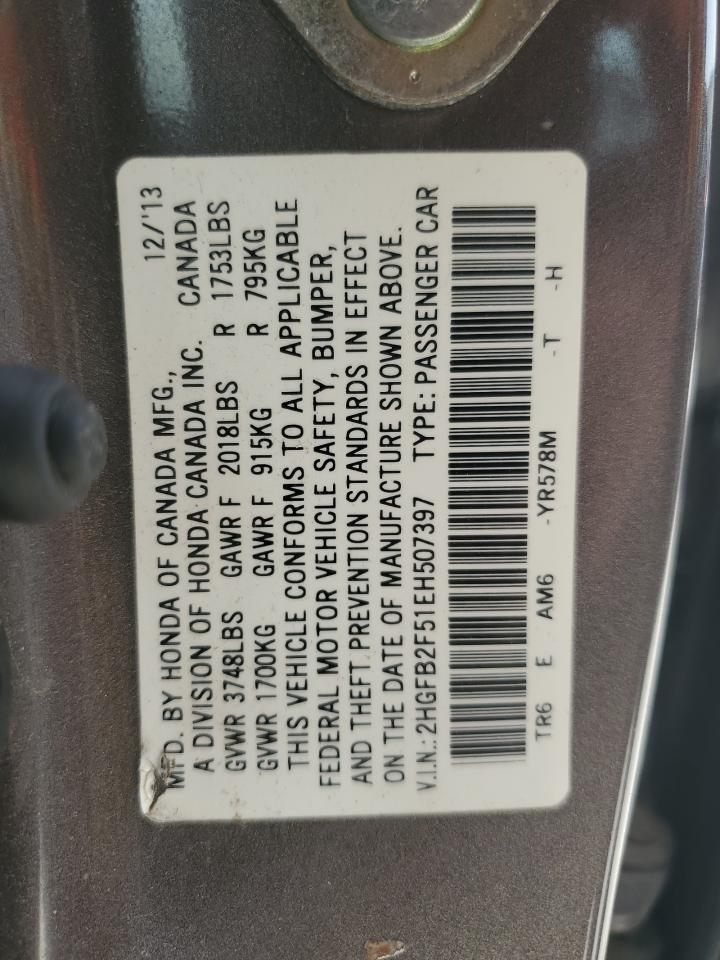 MFD. BY HONDA OF CANADA MFG., 12/'13
A DIVISION OF HONDA CANADA INC. CANADA
GVWR 3748LBS GAWR F 2018LBS R 1753LBS
GVWR 1700KG GAWR F 915KG R 795KG
THIS VEHICLE CONFORMS TO ALL APPLICABLE
FEDERAL MOTOR VEHICLE SAFETY, BUMPER,
AND THEFT PREVENTION STANDARDS IN EFFECT
ON THE DATE OF MANUFACTURE SHOWN ABOVE.
V.I.N.: 2HGFB2F51EH507397 TYPE: PASSENGER CAR
TR6 E AM6 -YR578M -T -H